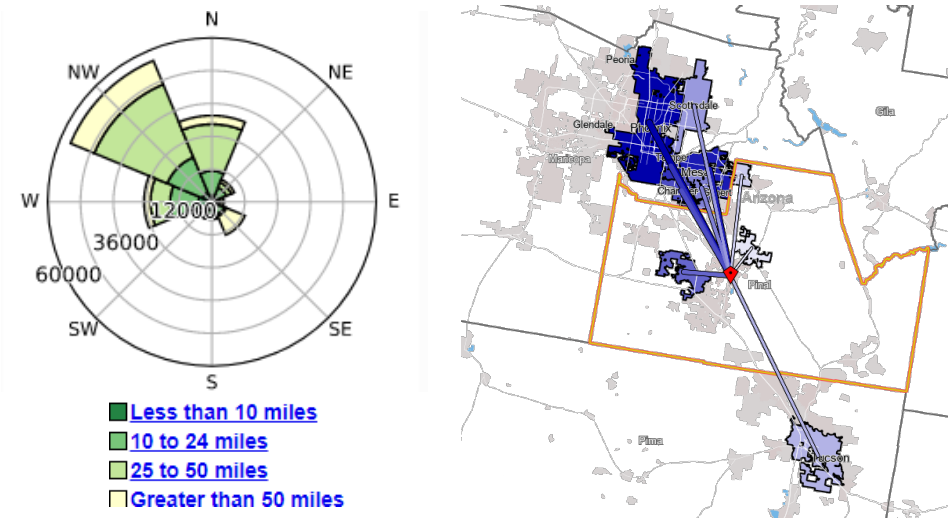 N
NW
NE
W
E
12000
36000
60000
SW
SE
S
Less than 10 miles
10 to 24 miles
25 to 50 miles
Greater than 50 miles
Peoria
Scottsdale
Gila
Glendale
Phoenix
Maricopa
Tempe
Mesa
Arizona
Pinal
Pima
Tucson